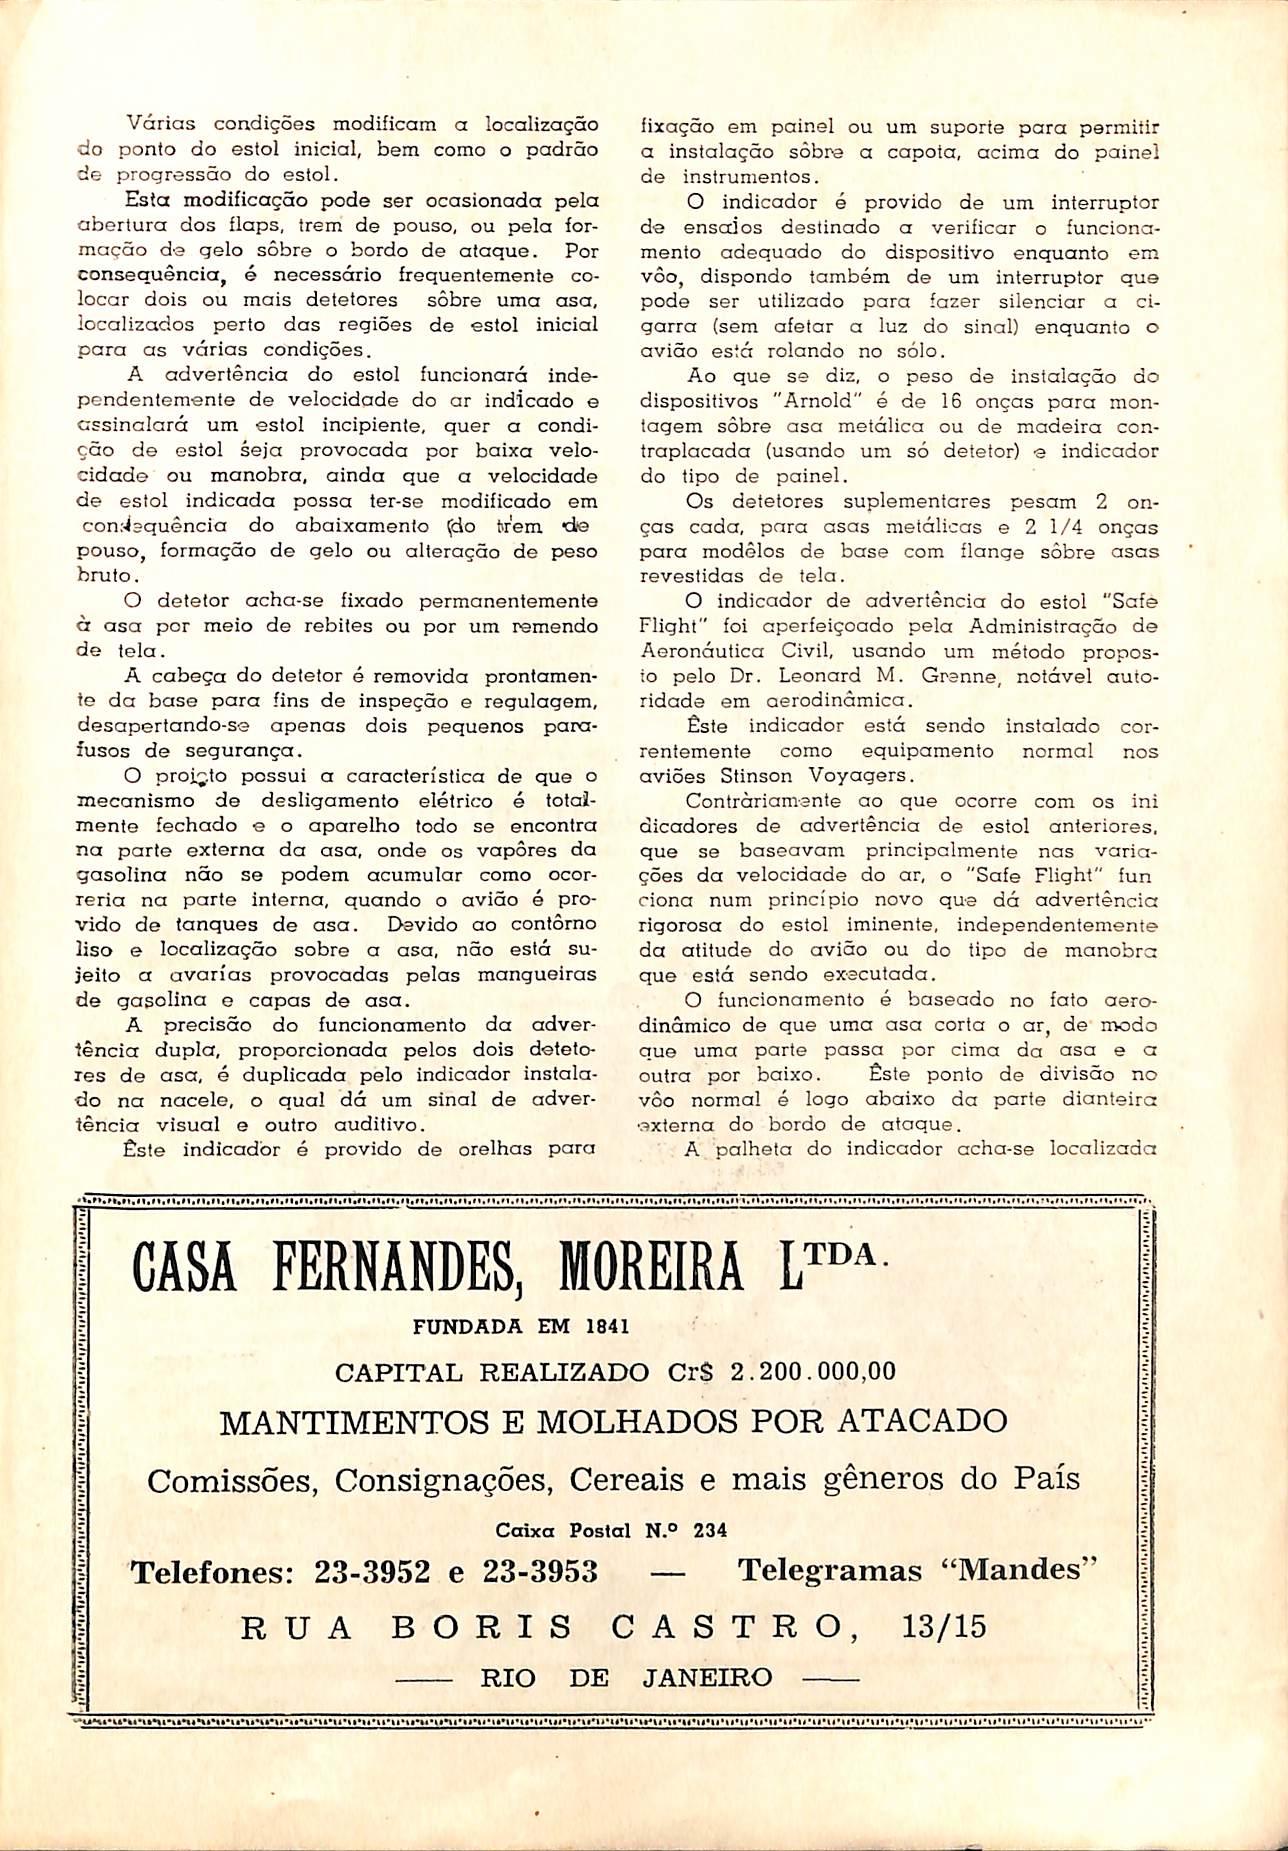 Várias condições modificam a localização
do ponto do estol inicial, bem como o padrão
de progressão do estol.
Esta modificação pode ser ocasionada pela
abertura dos flaps, trem de pouso, ou pela for-
mação de gelo sôbre o bordo de ataque. Por
consequência, é necessário frequentemente co-
locar dois ou mais detetores sôbre uma asa,
localizados perto das regiões de estol inicial
para as várias condições.
A advertência do estol funcionará inde-
pendentemente de velocidade do ar indicado e
assinalará um estol incipiente, quer a condi-
ção de estol seja provocada por baixa velo-
cidade ou manobra, ainda que a velocidade
de estol indicada possa ter-se modificado em
consequência do abaixamento do trem de
pouso, formação de gelo ou alteração de peso
bruto.
O detetor acha-se fixado permanentemente
à asa por meio de rebites ou por um remendo
de tela.
A cabeça do detetor é removida prontamen-
te da base para fins de inspeção e regulagem,
desapertando-se apenas dois pequenos para-
fusos de segurança.
O projeto possui a característica de que o
mecanismo de desligamento elétrico é total-
mente fechado e o aparelho todo se encontra
na parte externa da asa, onde os vapôres da
gasolina não se podem acumular como ocor-
reria na parte interna, quando o avião é pro-
vido de tanques de asa. Devido ao contôrno
liso e localização sobre a asa, não está su-
jeito a avarías provocadas pelas mangueiras
de gasolina e capas de asa.
A precisão do funcionamento da adver-
tência dupla, proporcionada pelos dois deteto-
res de asa, é duplicada pelo indicador instala-
do na nacele, o qual dá um sinal de adver-
tência visual e outro auditivo.
Êste indicador é provido de orelhas para
fixação em painel ou um suporte para permitir
a instalação sôbre a capota, acima do painel
de instrumentos.
O indicador é provido de um interruptor
de ensaios destinado a verificar o funciona-
mento adequado do dispositivo enquanto em
vôo, dispondo também de um interruptor que
pode ser utilizado para fazer silenciar a ci-
garra (sem afetar a luz do sinal) enquanto o
avião está rolando no sólo.
Ao que se diz, o peso de instalação do
dispositivos "Arnold" é de 16 onças para mon-
tagem sôbre asa metálica ou de madeira con-
traplacada (usando um só detetor) e indicador
do tipo de painel.
Os detetores suplementares pesam 2 on-
ças cada, para asas metálicas e 2 1/4 onças
para modêlos de base com flange sôbre asas
revestidas de tela.
O indicador de advertência do estol "Safe
Flight" foi aperfeiçoado pela Administração de
Aeronáutica Civil, usando um método propos-
to pelo Dr. Leonard M. Grenne, notável auto-
ridade em aerodinâmica.
Êste indicador está sendo instalado cor-
rentemente como equipamento normal nos
aviões Stinson Voyagers.
Contràriamente ao que ocorre com os ini
dicadores de advertência de estol anteriores,
que se baseavam principalmente nas varia-
ções da velocidade do ar, o "Safe Flight" fun
ciona num princípio novo que dá advertência
rigorosa do estol iminente, independentemente
da atitude do avião ou do tipo de manobra
que está sendo executada.
O funcionamento é baseado no fato aero-
dinâmico de que uma asa corta o ar, de modo
que uma parte passa por cima da asa e a
outra por baixo. Êste ponto de divisão no
vôo normal é logo abaixo da parte dianteira
externa do bordo de ataque.
A palheta do indicador acha-se localizada
CASA FERNANDES, MOREIRA LTDA.
FUNDADA EM 1841
CAPITAL REALIZADO Cr$ 2.200.000,00
MANTIMENTOS E MOLHADOS POR ATACADO
Comissões, Consignações, Cereais e mais gêneros do País
Caixa Postal N.º 234
Telefones: 23-3952 e 23-3953 — Telegramas "Mandes"
RUA BORIS CASTRO, 13/15
—— RIO DE JANEIRO ——